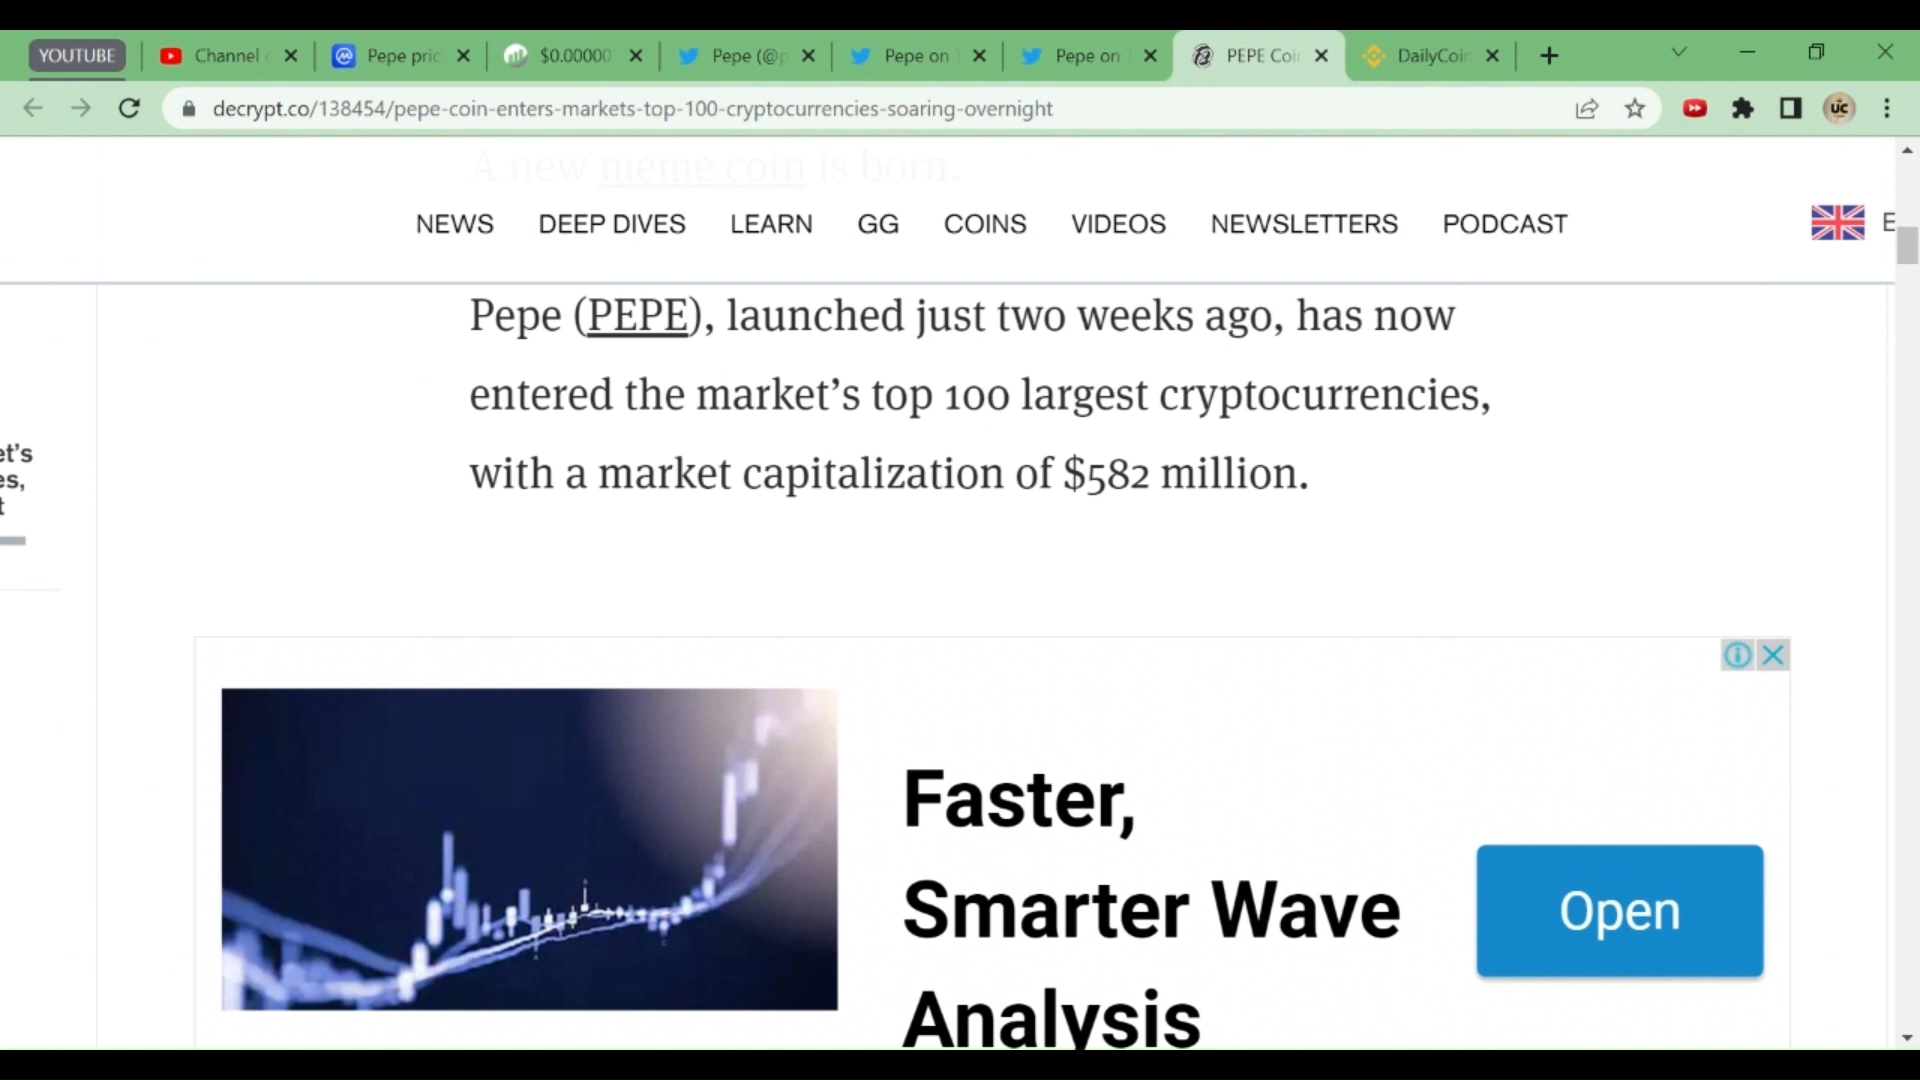 YOUTUBE
Channel
Pepe pric
$0.00000
Pepe (@p
Pepe on
Pepe on
PEPE Coin
DailyCoin
decrypt.co/138454/pepe-coin-enters-markets-top-100-cryptocurrencies-soaring-overnight
UC
A new meme coin is born.
NEWS DEEP DIVES LEARN GG COINS VIDEOS NEWSLETTERS PODCAST
E
Pepe (PEPE), launched just two weeks ago, has now
entered the market’s top 100 largest cryptocurrencies,
with a market capitalization of $582 million.
et’s
es,
t
Faster,
Smarter Wave
Analysis
Open